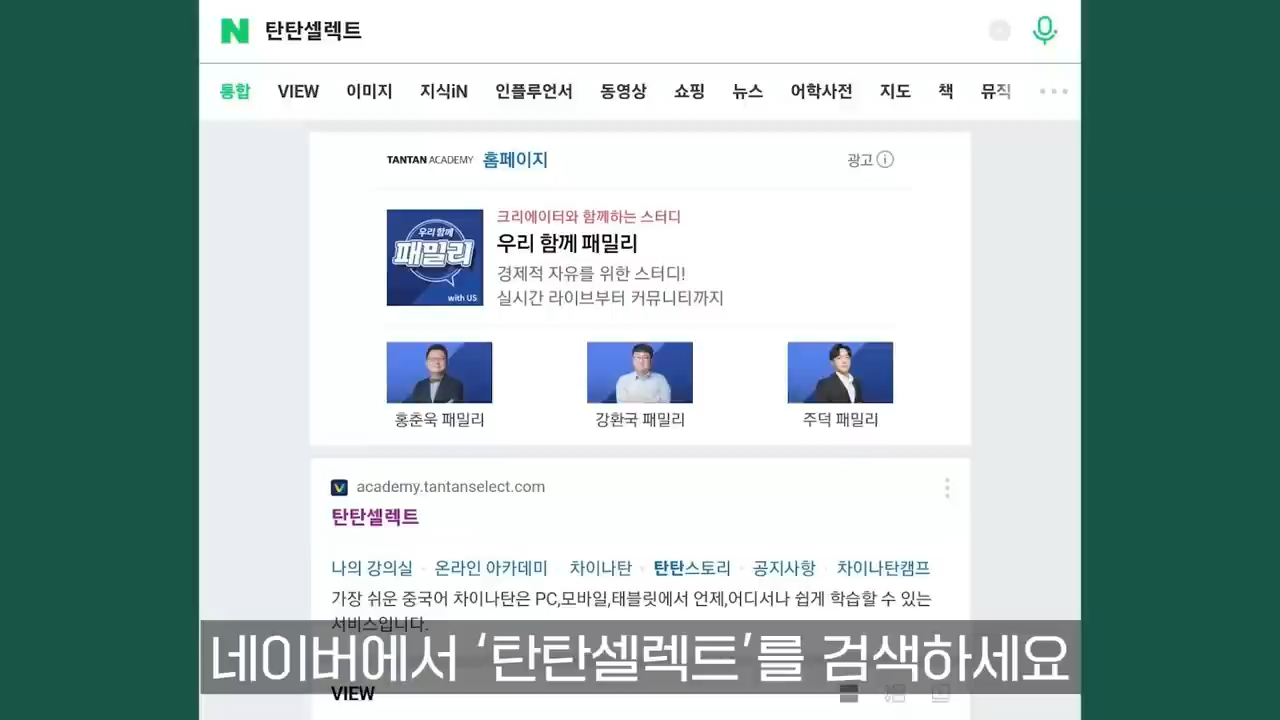 탄탄셀렉트
통합 VIEW 이미지 지식iN 인플루언서 동영상 쇼핑 뉴스 어학사전 지도 책 뮤직
TANTAN ACADEMY 홈페이지 광고
우리 함께
패밀리
with US
크리에이터와 함께하는 스터디
우리 함께 패밀리
경제적 자유를 위한 스터디!
실시간 라이브부터 커뮤니티까지
홍춘욱 패밀리 강환국 패밀리 주덕 패밀리
academy.tantanselect.com
탄탄셀렉트
나의 강의실 온라인 아카데미 차이나탄 탄탄스토리 공지사항 차이나탄캠프
가장 쉬운 중국어 차이나탄은 PC,모바일,태블릿에서 언제,어디서나 쉽게 학습할 수 있는
서비스입니다.
네이버에서 ‘탄탄셀렉트’를 검색하세요
VIEW